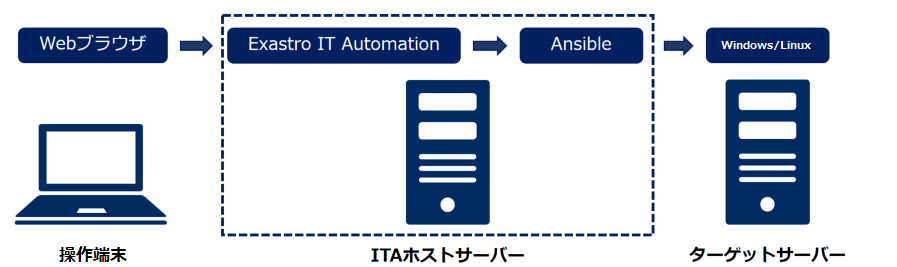 Webブラウザ
Exastro IT Automation
Ansible
Windows/Linux
操作端末
ITAホストサーバー
ターゲットサーバー